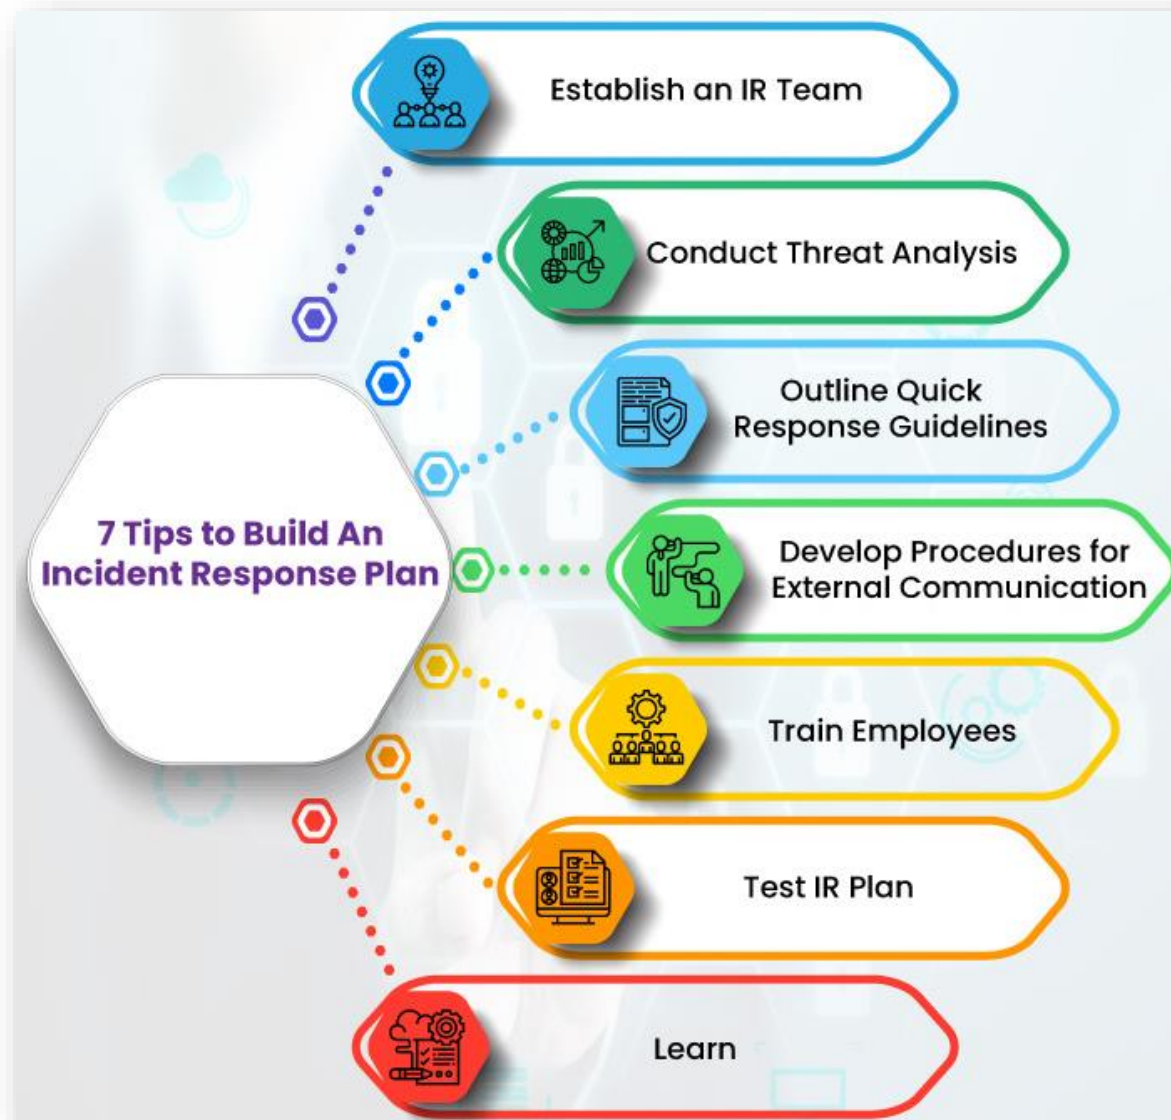 Establish an IR Team
Conduct Threat Analysis
Outline Quick
Response Guidelines
7 Tips to Build An
Incident Response Plan
Develop Procedures for
External Communication
Train Employees
Test IR Plan
Learn